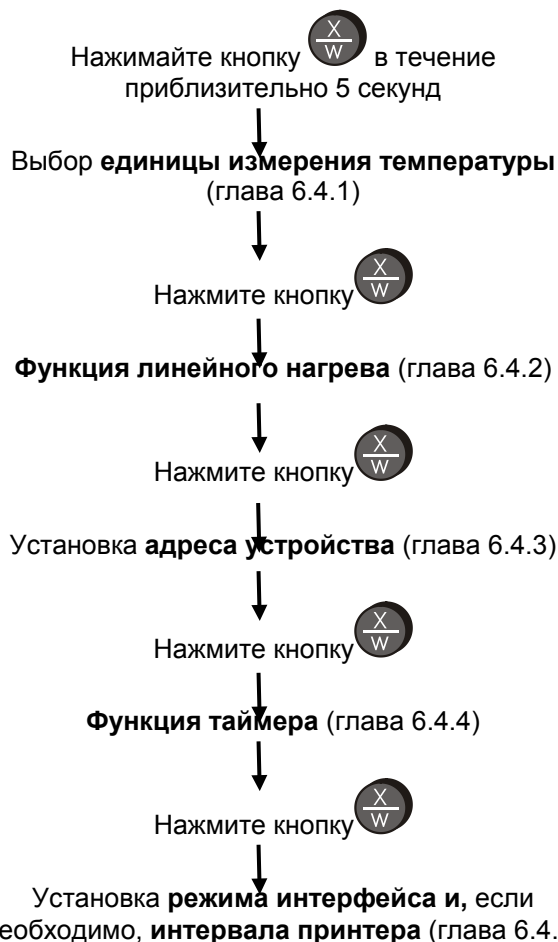 Нажимайте кнопку X/W в течение
приблизительно 5 секунд
Выбор единицы измерения температуры
(глава 6.4.1)
Нажмите кнопку X/W
Функция линейного нагрева (глава 6.4.2)
Нажмите кнопку X/W
Установка адреса устройства (глава 6.4.3)
Нажмите кнопку X/W
Функция таймера (глава 6.4.4)
Нажмите кнопку X/W
Установка режима интерфейса и, если
еобходимо, интервала принтера (глава 6.4.